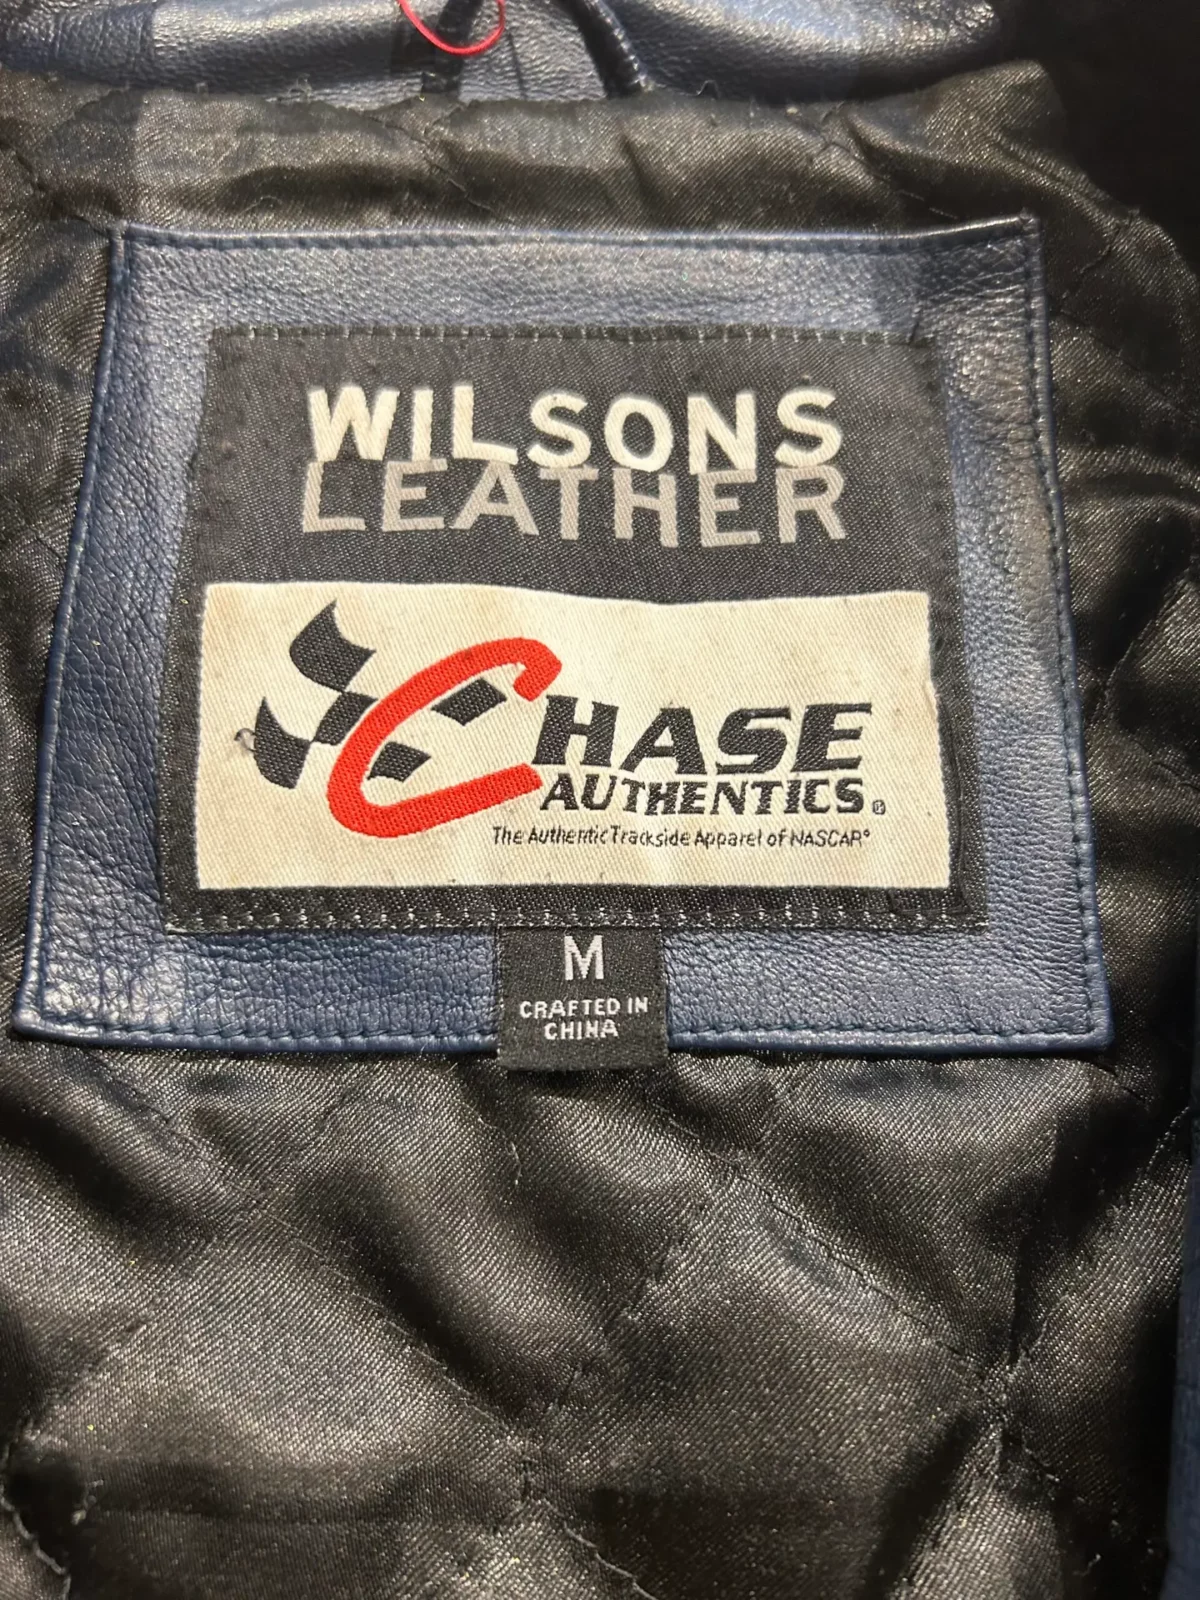 WILSONS
LEATHER
CHASE
AUTHENTICS®
The Authentic Trackside Apparel of NASCAR®
M
CRAFTED IN
CHINA